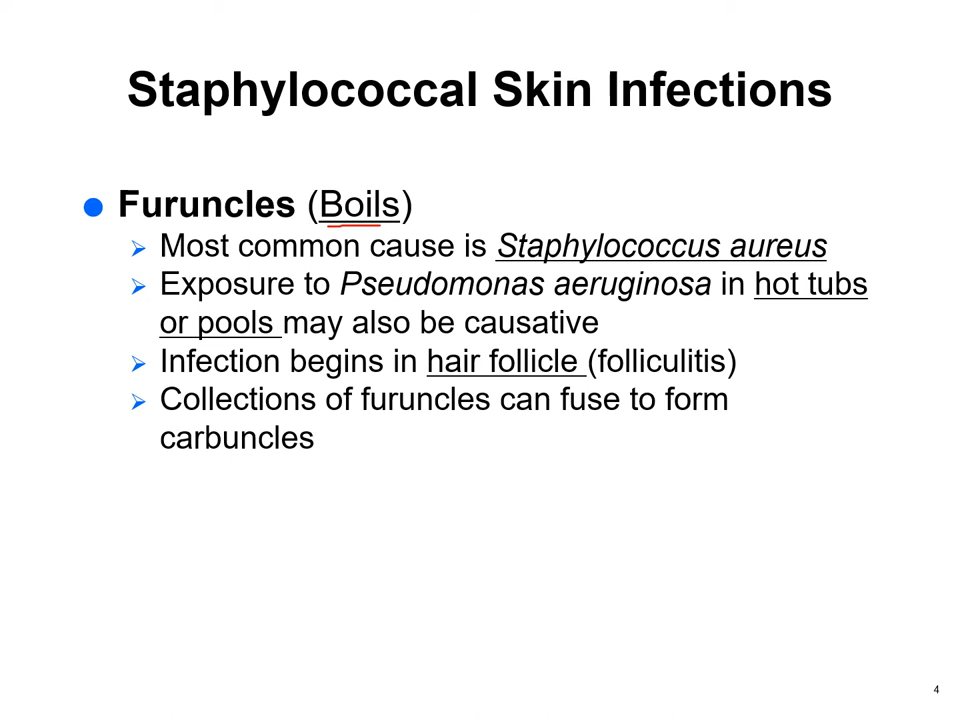 Staphylococcal Skin Infections
Furuncles (Boils)
Most common cause is Staphylococcus aureus
Exposure to Pseudomonas aeruginosa in hot tubs
or pools may also be causative
Infection begins in hair follicle (folliculitis)
Collections of furuncles can fuse to form
carbuncles
4